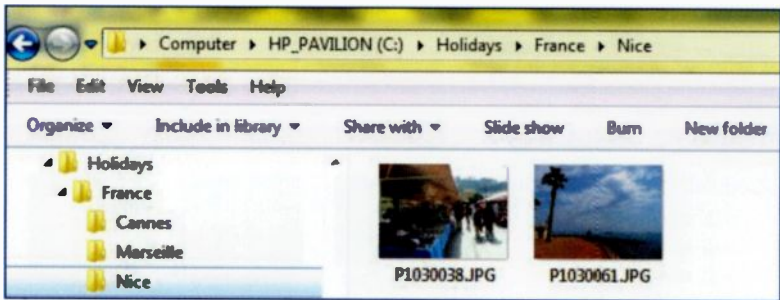 Computer ▸ HP_PAVILION (C:) ▸ Holidays ▸ France ▸ Nice
File Edit View Tools Help
Organize Include in library Share with Slide show Burn New folder
Holidays
France
Cannes
Marseille
Nice
P1030038.JPG P1030061.JPG